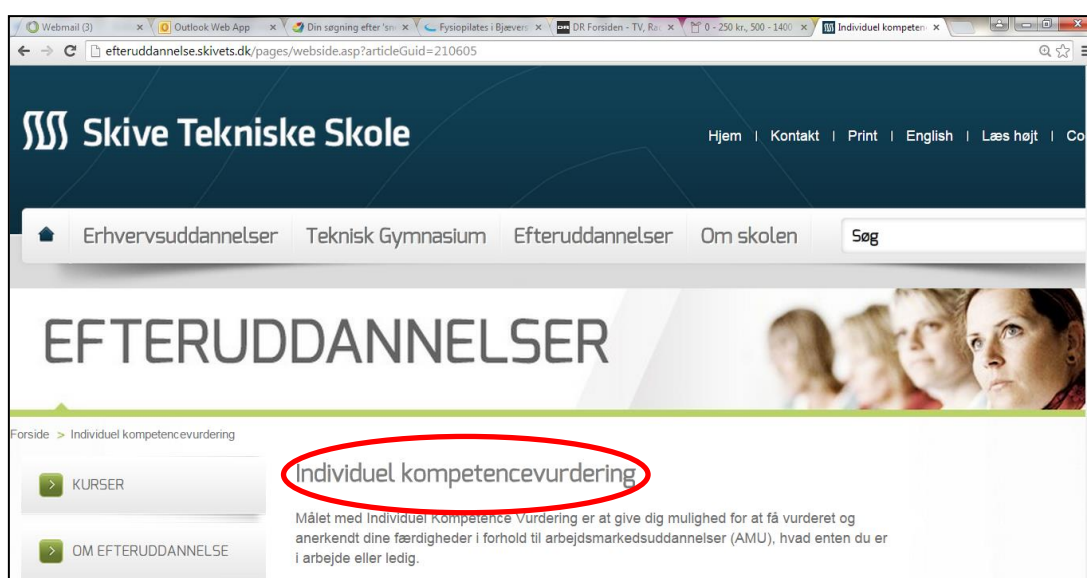 Webmail (3)
Outlook Web App
Din søgning efter 'sn
Fysiopilates i Bjævers
DR Forsiden - TV, Ra
0 - 250 kr., 500 - 1400
Individuel kompeten
efteruddannelse.skivets.dk/pages/webside.asp?articleGuid=210605
Skive Tekniske Skole
Hjem | Kontakt | Print | English | Læs højt | Co
Erhvervsuddannelser Teknisk Gymnasium Efteruddannelser Om skolen Søg
EFTERUDDANNELSER
Forside > Individuel kompetencevurdering
KURSER
OM EFTERUDDANNELSE
Individuel kompetencevurdering
Målet med Individuel Kompetence Vurdering er at give dig mulighed for at få vurderet og
anerkendt dine færdigheder i forhold til arbejdsmarkedsuddannelser (AMU), hvad enten du er
i arbejde eller ledig.